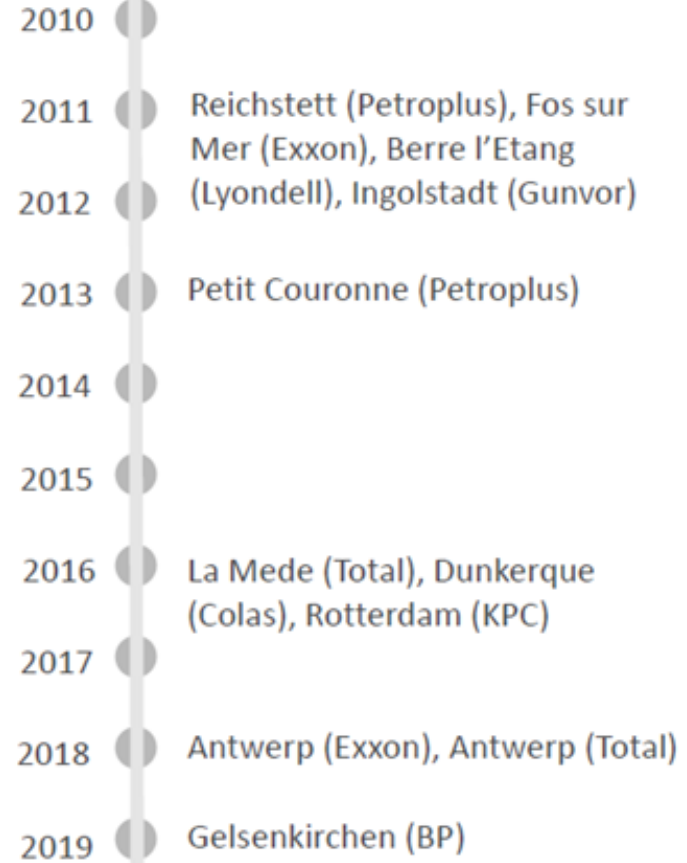 2010
2011
Reichstett (Petroplus), Fos sur
Mer (Exxon), Berre l'Etang
2012
(Lyondell), Ingolstadt (Gunvor)
2013
Petit Couronne (Petroplus)
2014
2015
2016
La Mede (Total), Dunkerque
(Colas), Rotterdam (KPC)
2017
2018
Antwerp (Exxon), Antwerp (Total)
2019
Gelsenkirchen (BP)